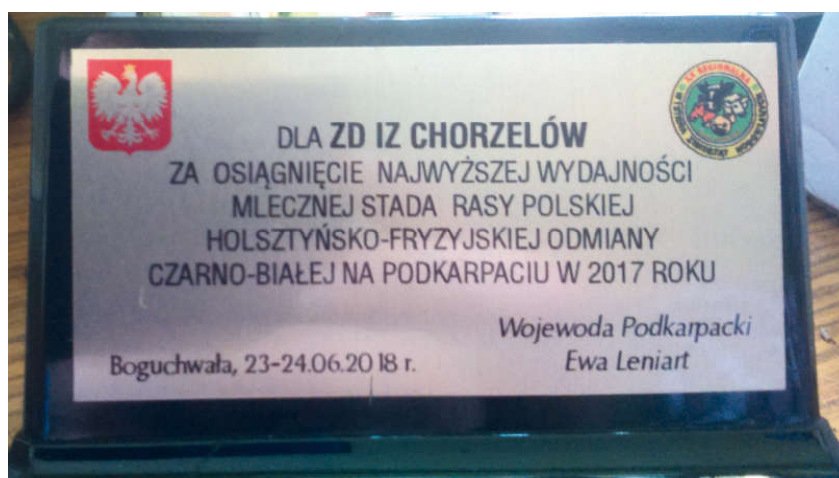 DLA ZD IZ CHORZELÓW
ZA OSIĄGNIĘCIE NAJWYŻSZEJ WYDAJNOŚCI
MLECZNEJ STADA RASY POLSKIEJ
HOLSZTYŃSKO-FRYZYJSKIEJ ODMIANY
CZARNO-BIAŁEJ NA PODKARPACIU W 2017 ROKU
Wojewoda Podkarpacki
Ewa Leniart
Boguchwała, 23-24.06.2018 r.